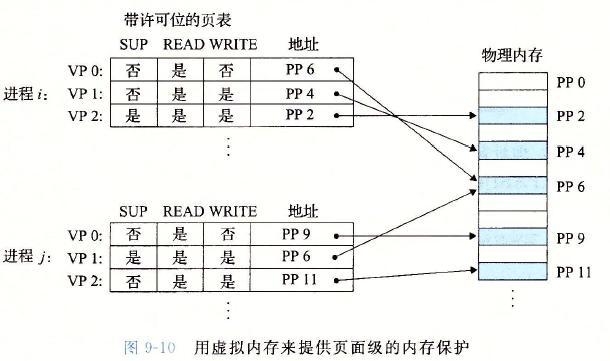 带许可位的页表
SUP READ WRITE 地址
VP 0: 否 是 否 PP 6
进程 i: VP 1: 否 是 是 PP 4
VP 2: 是 是 是 PP 2
物理内存
PP 0
PP 2
PP 4
PP 6
PP 9
PP 11
SUP READ WRITE 地址
VP 0: 否 是 否 PP 9
进程 j: VP 1: 是 是 是 PP 6
VP 2: 否 是 是 PP 11
图 9-10 用虚拟内存来提供页面级的内存保护